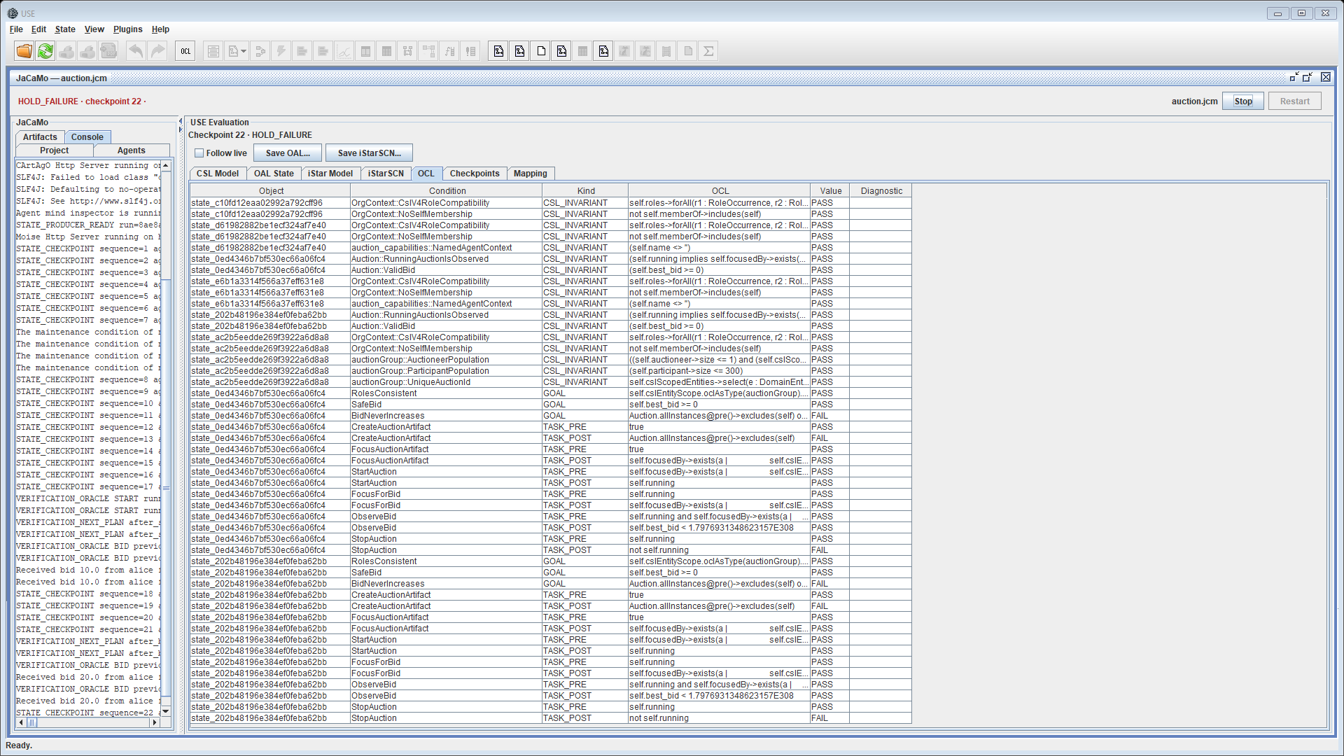 USE
File Edit State View Plugins Help
OCL
JaCaMo — auction.jcm
HOLD_FAILURE · checkpoint 22 ·
auction.jcm Stop Restart
JaCaMo
Artifacts Console
Project Agents
CArtAgO Http Server running on
SLF4J: Failed to load class "o
SLF4J: Defaulting to no-operat
SLF4J: See http://www.slf4j.o
Agent mind inspector is runnin
STATE_PRODUCER_READY run=8ae8a
Moise Http Server running on h
STATE_CHECKPOINT sequence=1 ag
STATE_CHECKPOINT sequence=2 ag
STATE_CHECKPOINT sequence=3 ag
STATE_CHECKPOINT sequence=4 ag
STATE_CHECKPOINT sequence=5 ag
STATE_CHECKPOINT sequence=6 ag
STATE_CHECKPOINT sequence=7 ag
The maintenance condition of n
The maintenance condition of n
The maintenance condition of n
The maintenance condition of n
STATE_CHECKPOINT sequence=8 ag
STATE_CHECKPOINT sequence=9 ag
STATE_CHECKPOINT sequence=10 a
STATE_CHECKPOINT sequence=11 a
STATE_CHECKPOINT sequence=12 a
STATE_CHECKPOINT sequence=13 a
STATE_CHECKPOINT sequence=14 a
STATE_CHECKPOINT sequence=15 a
STATE_CHECKPOINT sequence=16 a
STATE_CHECKPOINT sequence=17 a
VERIFICATION_ORACLE START runn
VERIFICATION_ORACLE START runn
VERIFICATION_NEXT_PLAN after_s
VERIFICATION_NEXT_PLAN after_s
VERIFICATION_ORACLE BID previo
VERIFICATION_ORACLE BID previo
Received bid 10.0 from alice f
Received bid 10.0 from alice f
STATE_CHECKPOINT sequence=18 a
STATE_CHECKPOINT sequence=19 a
STATE_CHECKPOINT sequence=20 a
STATE_CHECKPOINT sequence=21 a
VERIFICATION_NEXT_PLAN after_b
VERIFICATION_NEXT_PLAN after_b
VERIFICATION_ORACLE BID previo
Received bid 20.0 from alice f
VERIFICATION_ORACLE BID previo
Received bid 20.0 from alice f
STATE_CHECKPOINT sequence=22 a
USE Evaluation
Checkpoint 22 · HOLD_FAILURE
Follow live Save OAL... Save iStarSCN...
CSL Model OAL State iStar Model iStarSCN OCL Checkpoints Mapping
Object Condition Kind OCL Value Diagnostic
state_c10fd12eaa02992a792cff96 OrgContext::CslV4RoleCompatibility CSL_INVARIANT self.roles->forAll(r1 : RoleOccurrence, r2 : Rol... PASS
state_c10fd12eaa02992a792cff96 OrgContext::NoSelfMembership CSL_INVARIANT not self.memberOf->includes(self) PASS
state_d61982882be1ecf324af7e40 OrgContext::CslV4RoleCompatibility CSL_INVARIANT self.roles->forAll(r1 : RoleOccurrence, r2 : Rol... PASS
state_d61982882be1ecf324af7e40 OrgContext::NoSelfMembership CSL_INVARIANT not self.memberOf->includes(self) PASS
state_d61982882be1ecf324af7e40 auction_capabilities::NamedAgentContext CSL_INVARIANT (self.name <> '') PASS
state_0ed4346b7bf530ec66a06fc4 Auction::RunningAuctionIsObserved CSL_INVARIANT (self.running implies self.focusedBy->exists(... PASS
state_0ed4346b7bf530ec66a06fc4 Auction::ValidBid CSL_INVARIANT (self.best_bid >= 0) PASS
state_e6b1a3314f566a37eff631e8 OrgContext::CslV4RoleCompatibility CSL_INVARIANT self.roles->forAll(r1 : RoleOccurrence, r2 : Rol... PASS
state_e6b1a3314f566a37eff631e8 OrgContext::NoSelfMembership CSL_INVARIANT not self.memberOf->includes(self) PASS
state_e6b1a3314f566a37eff631e8 auction_capabilities::NamedAgentContext CSL_INVARIANT (self.name <> '') PASS
state_202b48196e384ef0feba62bb Auction::RunningAuctionIsObserved CSL_INVARIANT (self.running implies self.focusedBy->exists(... PASS
state_202b48196e384ef0feba62bb Auction::ValidBid CSL_INVARIANT (self.best_bid >= 0) PASS
state_ac2b5eedde269f3922a6d8a8 OrgContext::CslV4RoleCompatibility CSL_INVARIANT self.roles->forAll(r1 : RoleOccurrence, r2 : Rol... PASS
state_ac2b5eedde269f3922a6d8a8 OrgContext::NoSelfMembership CSL_INVARIANT not self.memberOf->includes(self) PASS
state_ac2b5eedde269f3922a6d8a8 auctionGroup::AuctioneerPopulation CSL_INVARIANT ((self.auctioneer->size <= 1) and (self.cslSco... PASS
state_ac2b5eedde269f3922a6d8a8 auctionGroup::ParticipantPopulation CSL_INVARIANT (self.participant->size <= 300) PASS
state_ac2b5eedde269f3922a6d8a8 auctionGroup::UniqueAuctionId CSL_INVARIANT self.cslScopedEntities->select(e : DomainEnt... PASS
state_0ed4346b7bf530ec66a06fc4 RolesConsistent GOAL self.cslEntityScope.oclAsType(auctionGroup).... PASS
state_0ed4346b7bf530ec66a06fc4 SafeBid GOAL self.best_bid >= 0 PASS
state_0ed4346b7bf530ec66a06fc4 BidNeverIncreases GOAL Auction.allInstances@pre()->excludes(self) o... FAIL
state_0ed4346b7bf530ec66a06fc4 CreateAuctionArtifact TASK_PRE true PASS
state_0ed4346b7bf530ec66a06fc4 CreateAuctionArtifact TASK_POST Auction.allInstances@pre()->excludes(self) FAIL
state_0ed4346b7bf530ec66a06fc4 FocusAuctionArtifact TASK_PRE true PASS
state_0ed4346b7bf530ec66a06fc4 FocusAuctionArtifact TASK_POST self.focusedBy->exists(a | self.cslE... PASS
state_0ed4346b7bf530ec66a06fc4 StartAuction TASK_PRE self.focusedBy->exists(a | self.cslE... PASS
state_0ed4346b7bf530ec66a06fc4 StartAuction TASK_POST self.running PASS
state_0ed4346b7bf530ec66a06fc4 FocusForBid TASK_PRE self.running PASS
state_0ed4346b7bf530ec66a06fc4 FocusForBid TASK_POST self.focusedBy->exists(a | self.cslE... PASS
state_0ed4346b7bf530ec66a06fc4 ObserveBid TASK_PRE self.running and self.focusedBy->exists(a | ... PASS
state_0ed4346b7bf530ec66a06fc4 ObserveBid TASK_POST self.best_bid < 1.7976931348623157E308 PASS
state_0ed4346b7bf530ec66a06fc4 StopAuction TASK_PRE self.running PASS
state_0ed4346b7bf530ec66a06fc4 StopAuction TASK_POST not self.running FAIL
state_202b48196e384ef0feba62bb RolesConsistent GOAL self.cslEntityScope.oclAsType(auctionGroup).... PASS
state_202b48196e384ef0feba62bb SafeBid GOAL self.best_bid >= 0 PASS
state_202b48196e384ef0feba62bb BidNeverIncreases GOAL Auction.allInstances@pre()->excludes(self) o... FAIL
state_202b48196e384ef0feba62bb CreateAuctionArtifact TASK_PRE true PASS
state_202b48196e384ef0feba62bb CreateAuctionArtifact TASK_POST Auction.allInstances@pre()->excludes(self) FAIL
state_202b48196e384ef0feba62bb FocusAuctionArtifact TASK_PRE true PASS
state_202b48196e384ef0feba62bb FocusAuctionArtifact TASK_POST self.focusedBy->exists(a | self.cslE... PASS
state_202b48196e384ef0feba62bb StartAuction TASK_PRE self.focusedBy->exists(a | self.cslE... PASS
state_202b48196e384ef0feba62bb StartAuction TASK_POST self.running PASS
state_202b48196e384ef0feba62bb FocusForBid TASK_PRE self.running PASS
state_202b48196e384ef0feba62bb FocusForBid TASK_POST self.focusedBy->exists(a | self.cslE... PASS
state_202b48196e384ef0feba62bb ObserveBid TASK_PRE self.running and self.focusedBy->exists(a | ... PASS
state_202b48196e384ef0feba62bb ObserveBid TASK_POST self.best_bid < 1.7976931348623157E308 PASS
state_202b48196e384ef0feba62bb StopAuction TASK_PRE self.running PASS
state_202b48196e384ef0feba62bb StopAuction TASK_POST not self.running FAIL
Ready.